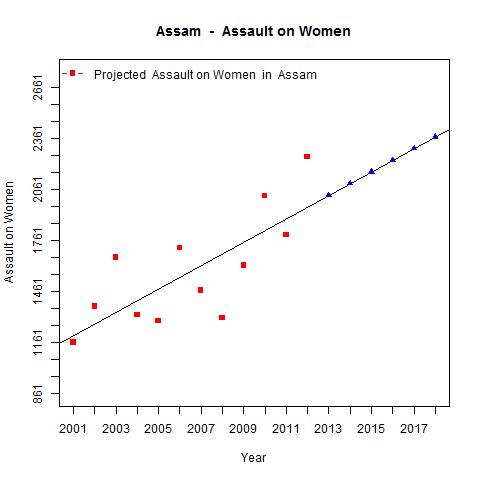 Assam - Assault on Women
Projected Assault on Women in Assam
Assault on Women
2661
2361
2061
1761
1461
1161
861
2001 2003 2005 2007 2009 2011 2013 2015 2017
Year